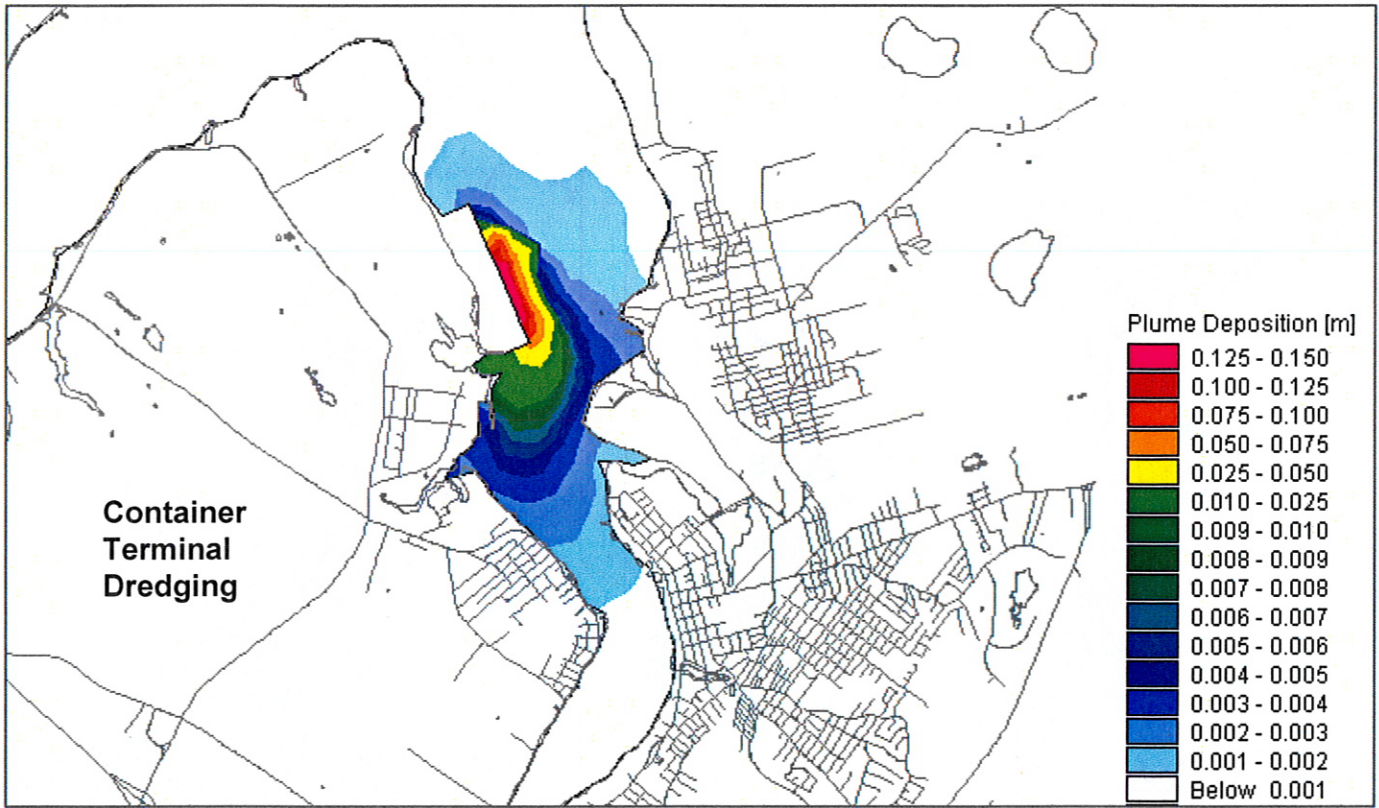 Container
Terminal
Dredging
Plume Deposition [m]
0.125 - 0.150
0.100 - 0.125
0.075 - 0.100
0.050 - 0.075
0.025 - 0.050
0.010 - 0.025
0.009 - 0.010
0.008 - 0.009
0.007 - 0.008
0.006 - 0.007
0.005 - 0.006
0.004 - 0.005
0.003 - 0.004
0.002 - 0.003
0.001 - 0.002
Below 0.001